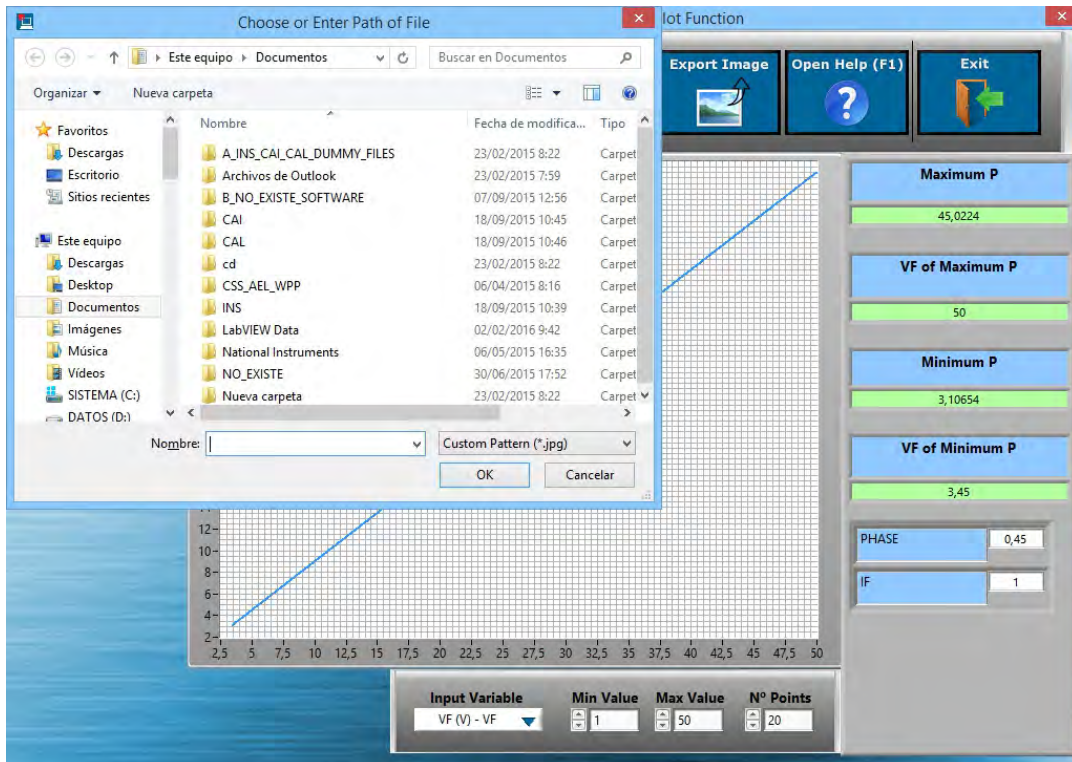 Choose or Enter Path of File
lot Function
Este equipo Documentos
Buscar en Documentos
Organizar Nueva carpeta
Export Image
Open Help (F1)
Exit
Favoritos
Descargas
Escritorio
Sitios recientes
Este equipo
Descargas
Desktop
Documentos
Imágenes
Música
Vídeos
SISTEMA (C:)
DATOS (D:)
Nombre Fecha de modifica... Tipo
A_INS_CAI_CAL_DUMMY_FILES 23/02/2015 8:22 Carpet
Archivos de Outlook 23/02/2015 7:59 Carpet
B_NO_EXISTE_SOFTWARE 07/09/2015 12:56 Carpet
CAI 18/09/2015 10:45 Carpet
CAL 18/09/2015 10:46 Carpet
cd 23/02/2015 8:22 Carpet
CSS_AEL_WPP 06/04/2015 8:16 Carpet
INS 18/09/2015 10:39 Carpet
LabVIEW Data 02/02/2016 9:42 Carpet
National Instruments 06/05/2015 16:35 Carpet
NO_EXISTE 30/06/2015 17:52 Carpet
Nueva carpeta 23/02/2015 8:22 Carpet
Nombre: Custom Pattern (*.jpg)
OK Cancelar
Maximum P
45,0224
VF of Maximum P
50
Minimum P
3,10654
VF of Minimum P
3,45
PHASE 0,45
IF 1
12
10
8
6
4
2
2,5 5 7,5 10 12,5 15 17,5 20 22,5 25 27,5 30 32,5 35 37,5 40 42,5 45 47,5 50
Input Variable Min Value Max Value Nº Points
VF (V) - VF 1 50 20